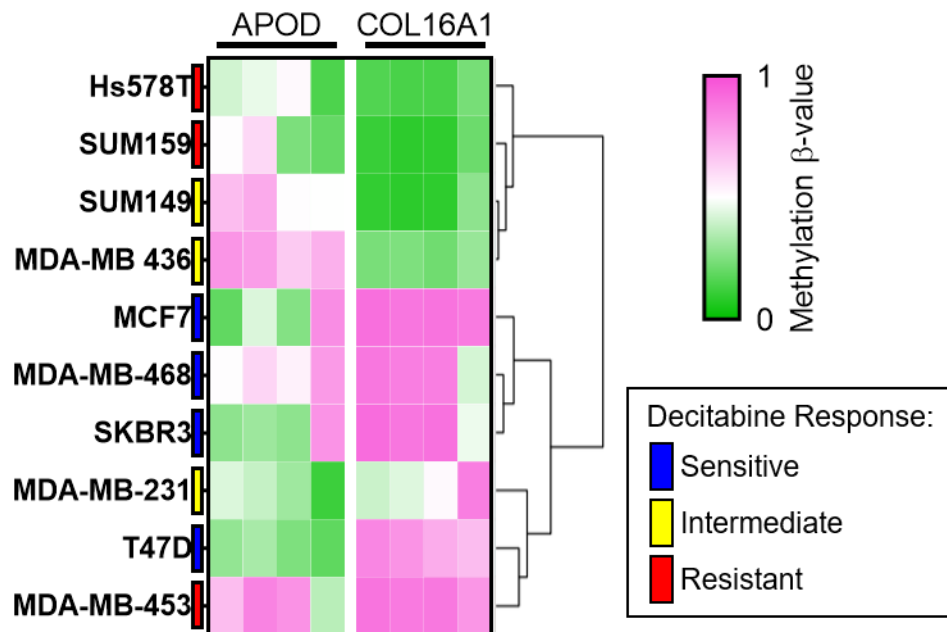 APOD COL16A1
Hs578T
SUM159
SUM149
MDA-MB 436
MCF7
MDA-MB-468
SKBR3
MDA-MB-231
T47D
MDA-MB-453
1
0
Methylation β-value
Decitabine Response:
Sensitive
Intermediate
Resistant